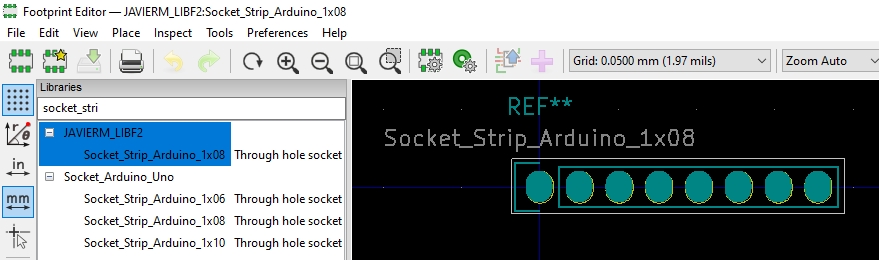 Footprint Editor — JAVIERM_LIBF2:Socket_Strip_Arduino_1x08
File Edit View Place Inspect Tools Preferences Help
Grid: 0.0500 mm (1.97 mils) Zoom Auto
Libraries
socket_stri
JAVIERM_LIBF2
Socket_Strip_Arduino_1x08 Through hole socket
Socket_Arduino_Uno
Socket_Strip_Arduino_1x06 Through hole socket
Socket_Strip_Arduino_1x08 Through hole socket
Socket_Strip_Arduino_1x10 Through hole socket
r θ
in
mm
REF**
Socket_Strip_Arduino_1x08